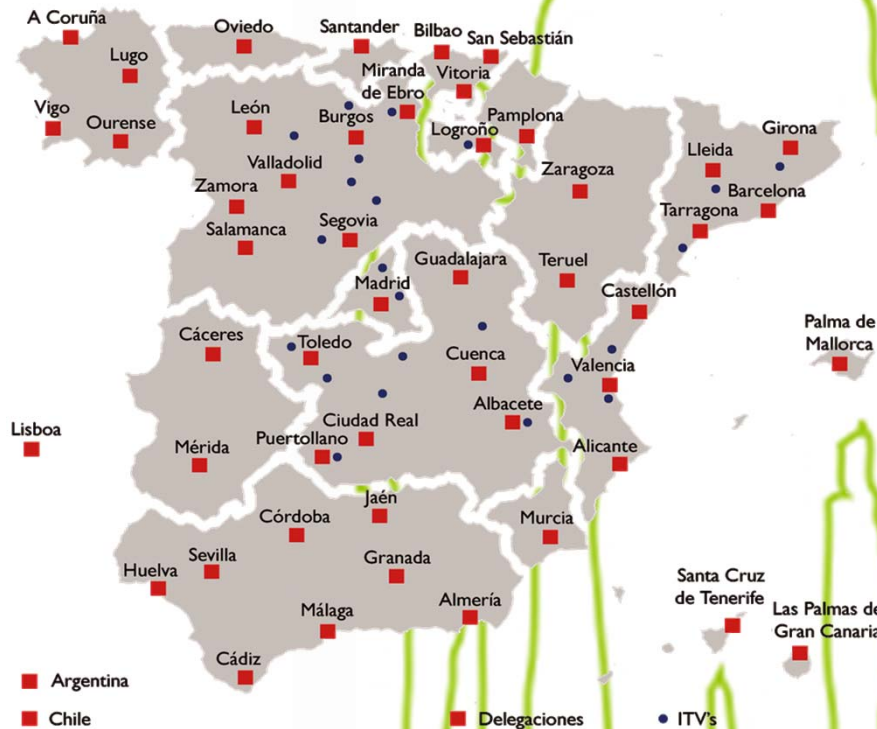 A Coruña
Oviedo
Santander
Bilbao
San Sebastián
Lugo
Miranda
de Ebro
Vitoria
Vigo
Ourense
León
Burgos
Logroño
Pamplona
Girona
Lleida
Valladolid
Zaragoza
Zamora
Barcelona
Salamanca
Segovia
Tarragona
Guadalajara
Teruel
Madrid
Castellón
Cáceres
Toledo
Palma de
Mallorca
Cuenca
Valencia
Lisboa
Albacete
Ciudad Real
Puertollano
Mérida
Alicante
Jaén
Córdoba
Murcia
Sevilla
Huelva
Granada
Santa Cruz
de Tenerife
Málaga
Almería
Las Palmas de
Gran Canaria
Cádiz
Argentina
Chile
Delegaciones
ITV's